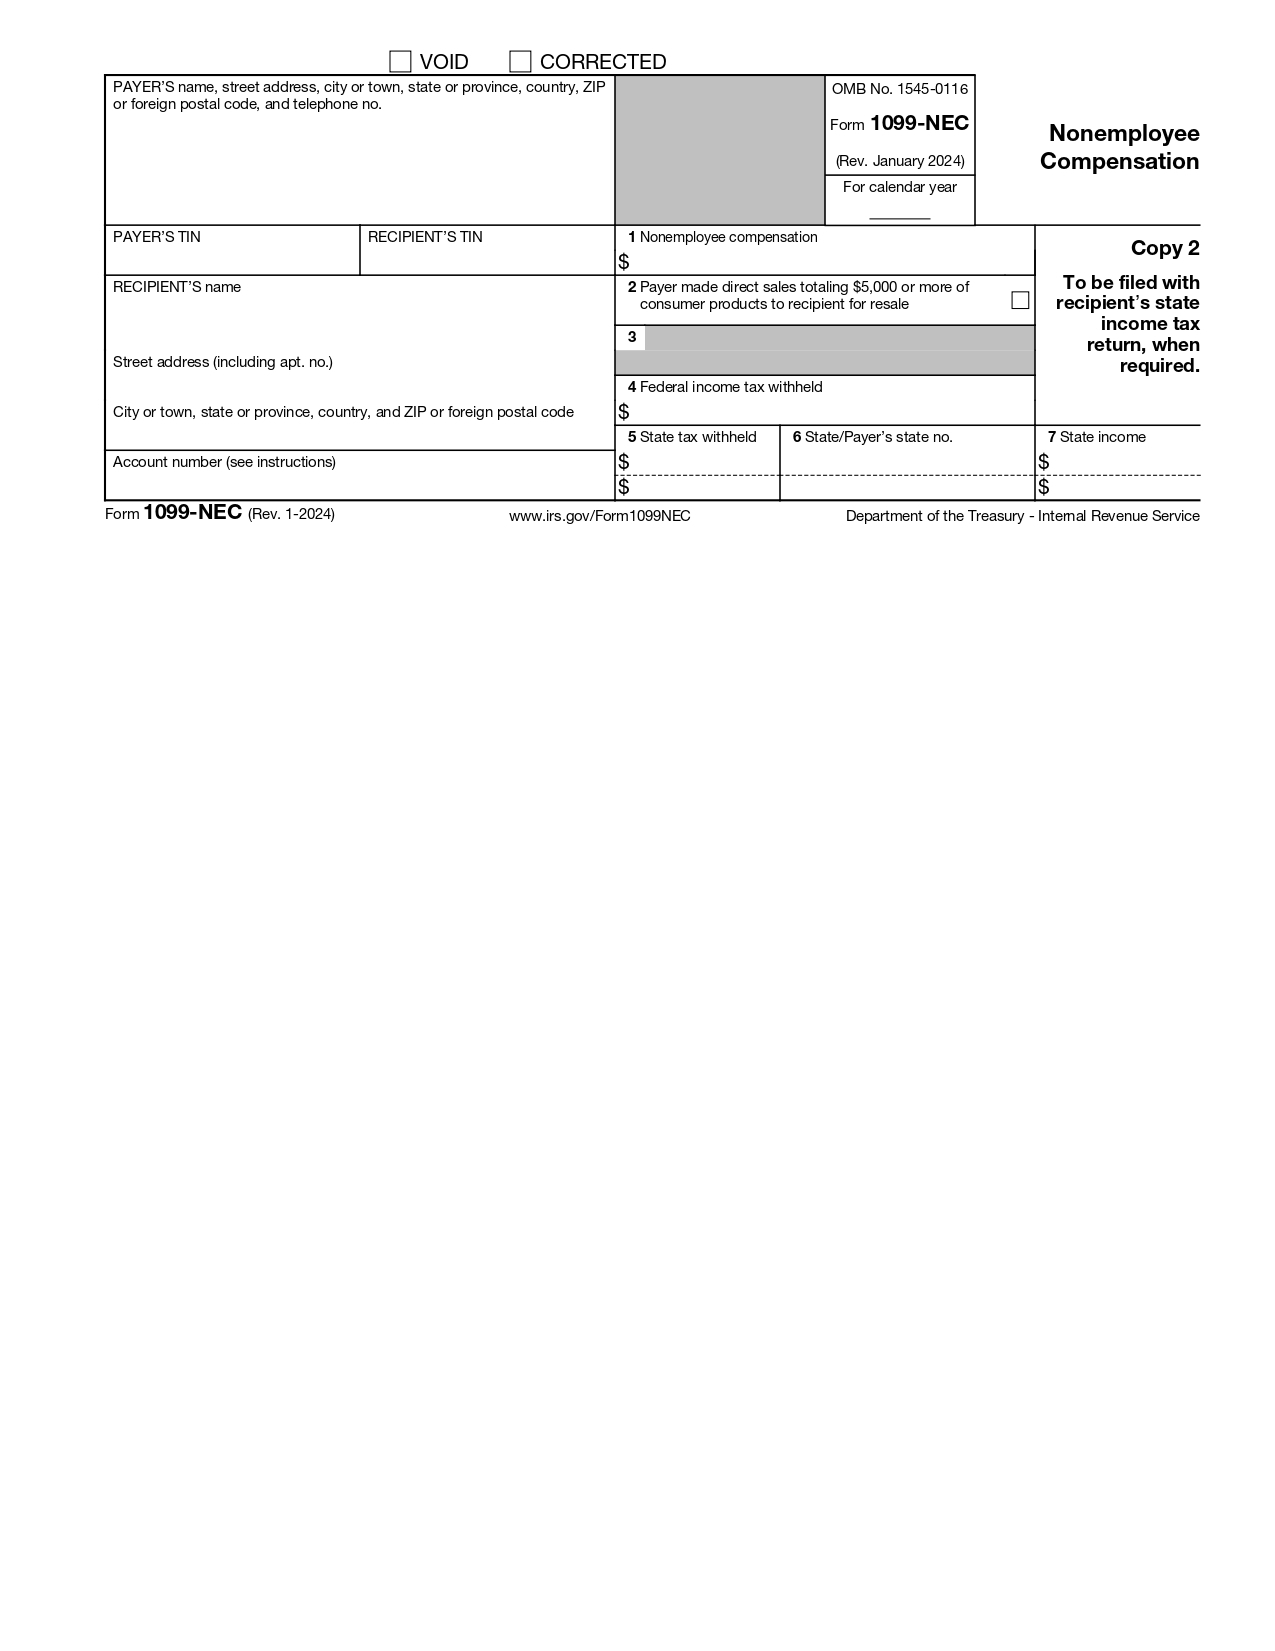 VOID CORRECTED
PAYER'S name, street address, city or town, state or province, country, ZIP
or foreign postal code, and telephone no.
OMB No. 1545-0116
Form 1099-NEC
(Rev. January 2024)
For calendar year
Nonemployee
Compensation
PAYER'S TIN
RECIPIENT'S TIN
1 Nonemployee compensation
$
Copy 2
To be filed with
recipient's state
income tax
return, when
required.
RECIPIENT'S name
2 Payer made direct sales totaling $5,000 or more of
consumer products to recipient for resale
3
Street address (including apt. no.)
4 Federal income tax withheld
$
City or town, state or province, country, and ZIP or foreign postal code
5 State tax withheld
6 State/Payer's state no.
7 State income
Account number (see instructions)
$ $
$ $
Form 1099-NEC (Rev. 1-2024)
www.irs.gov/Form1099NEC
Department of the Treasury - Internal Revenue Service